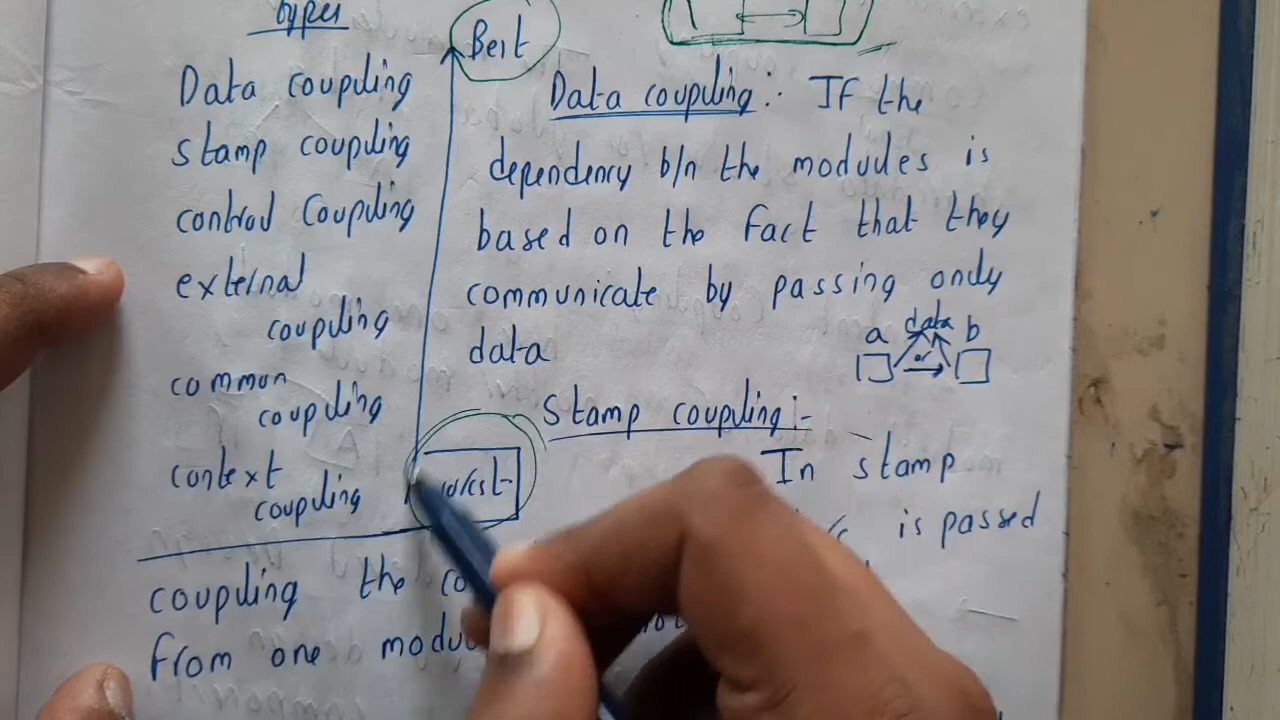 types
Best
Data coupling
stamp coupling
control Coupling
external
coupling
common
coupling
context
coupling
worst
Data coupling :- If the
dependency b/n the modules is
based on the fact that they
communicate by passing only
data
a data b
Stamp coupling :-
In stamp
is passed
coupling the
From one